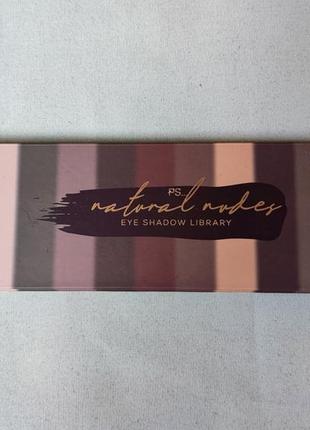 PS...
natural nudes
EYE SHADOW LIBRARY